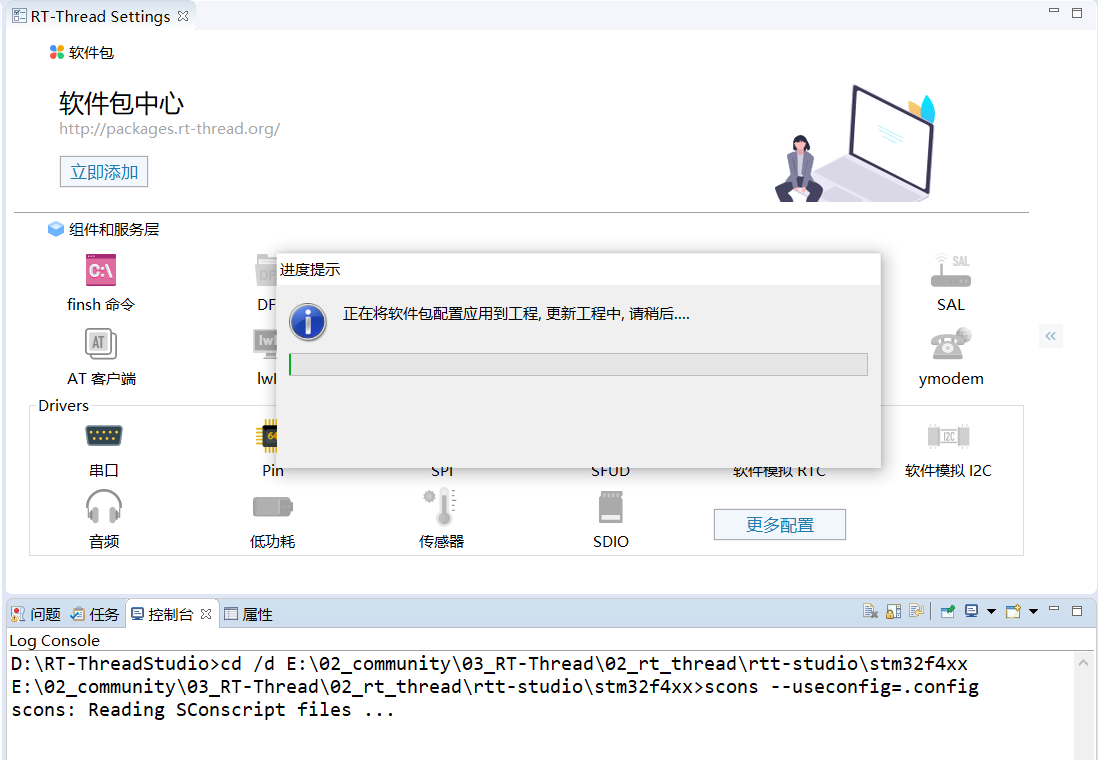 RT-Thread Settings
软件包
软件包中心
http://packages.rt-thread.org/
立即添加
组件和服务层
C:\
DF
SAL
finsh 命令
DF
SAL
AT
lwI
AT 客户端
lwI
ymodem
进度提示
正在将软件包配置应用到工程, 更新工程中, 请稍后....
Drivers
I2C
串口
Pin
SPI
SFUD
软件模拟 RTC
软件模拟 I2C
音频
低功耗
传感器
SDIO
更多配置
问题
任务
控制台
属性
Log Console
D:\RT-ThreadStudio>cd /d E:\02_community\03_RT-Thread\02_rt_thread\rtt-studio\stm32f4xx
E:\02_community\03_RT-Thread\02_rt_thread\rtt-studio\stm32f4xx>scons --useconfig=.config
scons: Reading SConscript files ...